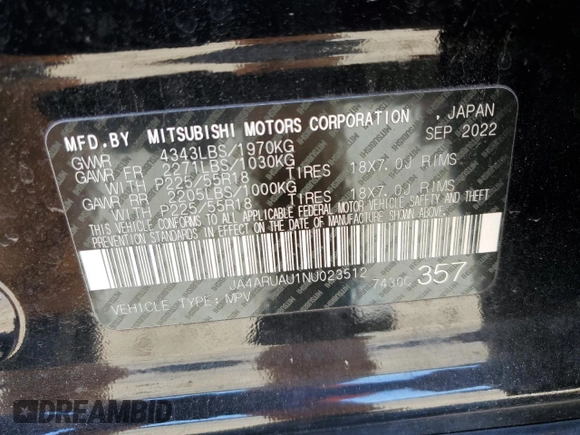 MFD.BY MITSUBISHI MOTORS CORPORATION , JAPAN
GVWR 4343LBS/1970KG SEP 2022
GAWR FR 2271LBS/1030KG
WITH P225/55R18 TIRES 18X7.0J RIMS
GAWR RR 2205LBS/1000KG
WITH P225/55R18 TIRES 18X7.0J RIMS
THIS VEHICLE CONFORMS TO ALL APPLICABLE FEDERAL MOTOR VEHICLE SAFETY
AND THEFT PREVENTION STANDARDS IN EFFECT
ON THE DATE OF MANUFACTURE SHOWN ABOVE.
JA4ARUAU1NU023512
VEHICLE TYPE: MPV 7430C 357
DREAMBID